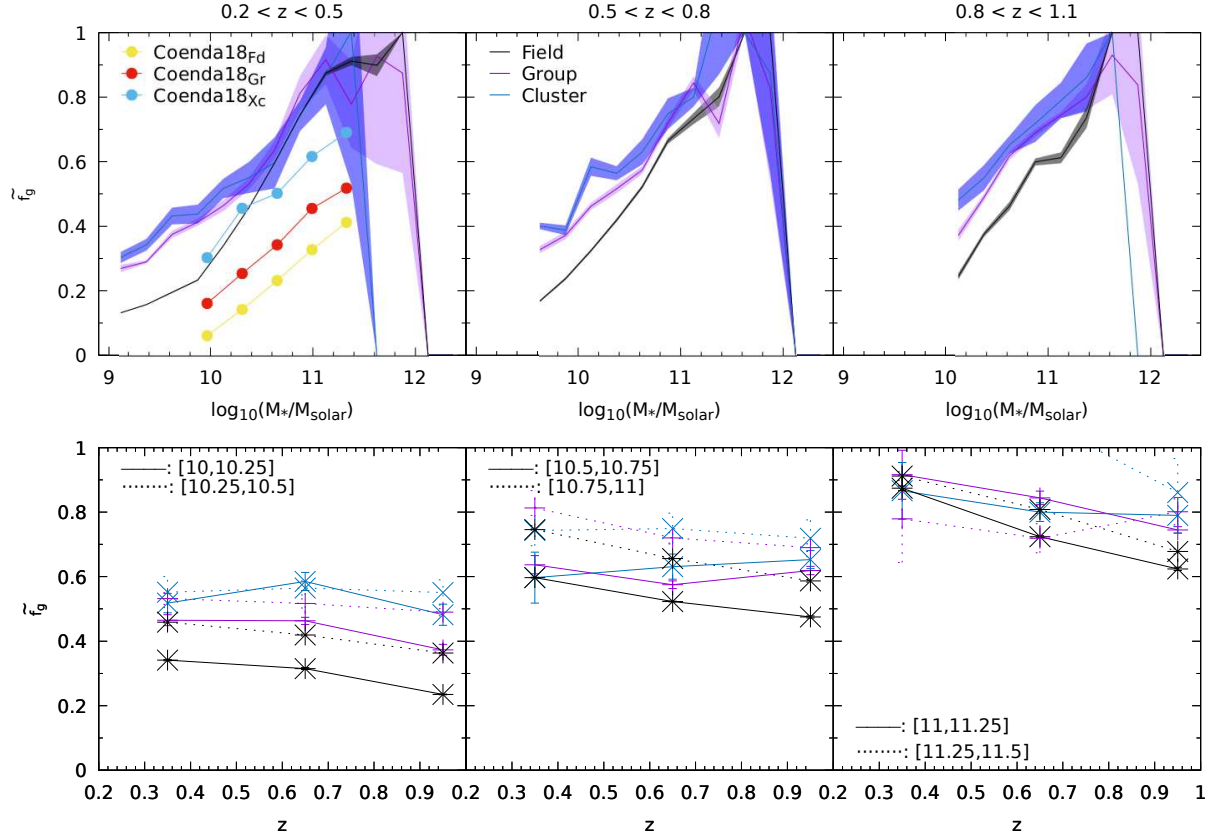 0.2 < z < 0.5
0.5 < z < 0.8
0.8 < z < 1.1
1
0.8
0.6
0.4
0.2
0
f̃g
Coenda18Fd
Coenda18Gr
Coenda18Xc
Field
Group
Cluster
9 10 11 12
9 10 11 12
9 10 11 12
log10(M*/Msolar)
log10(M*/Msolar)
log10(M*/Msolar)
1
0.8
0.6
0.4
0.2
0
f̃g
: [10,10.25]
: [10.25,10.5]
: [10.5,10.75]
: [10.75,11]
: [11,11.25]
: [11.25,11.5]
0.2 0.3 0.4 0.5 0.6 0.7 0.8 0.9 0.2 0.3 0.4 0.5 0.6 0.7 0.8 0.9 0.2 0.3 0.4 0.5 0.6 0.7 0.8 0.9 1
z
z
z